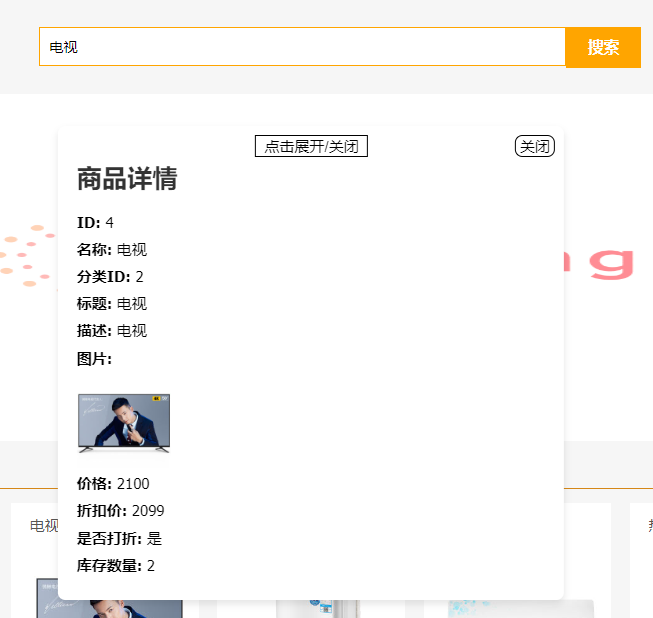 电视
搜索
点击展开/关闭
关闭
商品详情
ID: 4
名称: 电视
分类ID: 2
标题: 电视
描述: 电视
图片:
价格: 2100
折扣价: 2099
是否打折: 是
库存数量: 2
ng
电视